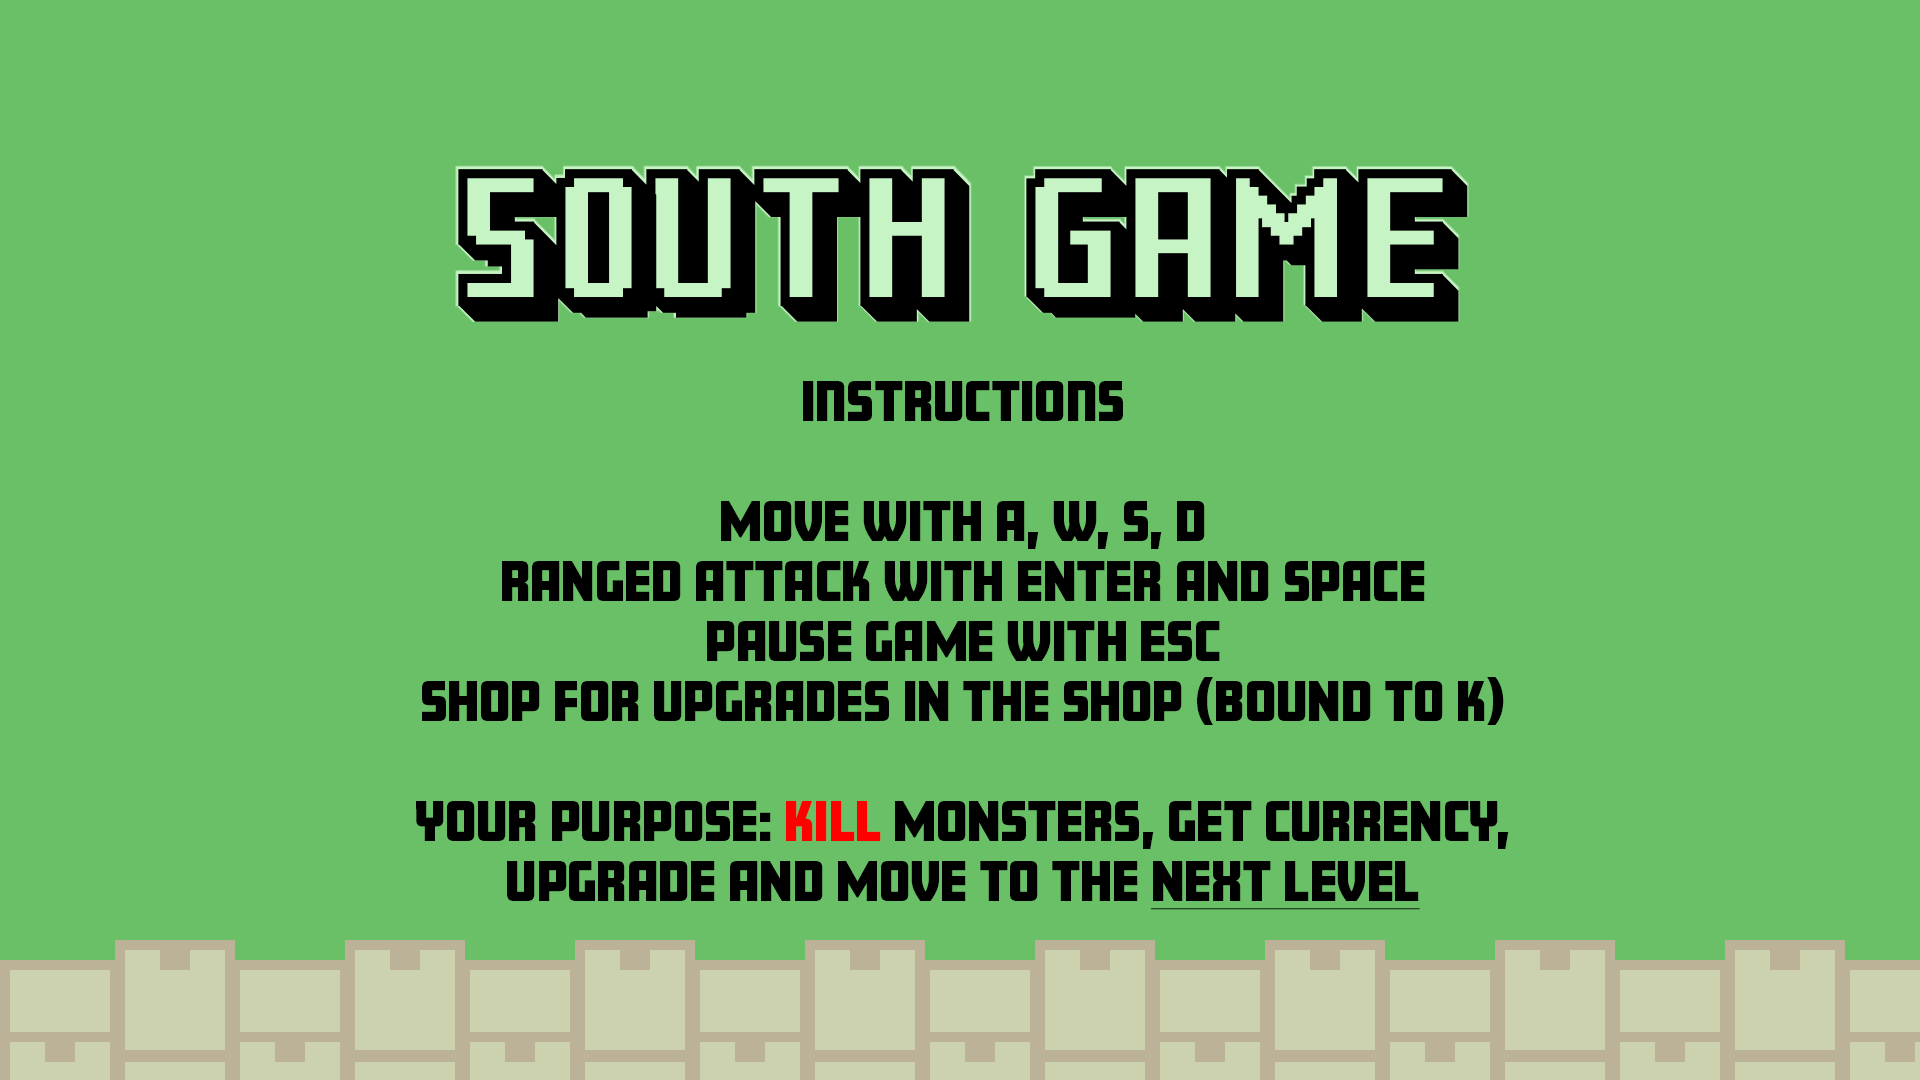 SOUTH GAME
INSTRUCTIONS
MOVE WITH A, W, S, D
RANGED ATTACK WITH ENTER AND SPACE
PAUSE GAME WITH ESC
SHOP FOR UPGRADES IN THE SHOP (BOUND TO K)
YOUR PURPOSE: KILL MONSTERS, GET CURRENCY,
UPGRADE AND MOVE TO THE NEXT LEVEL